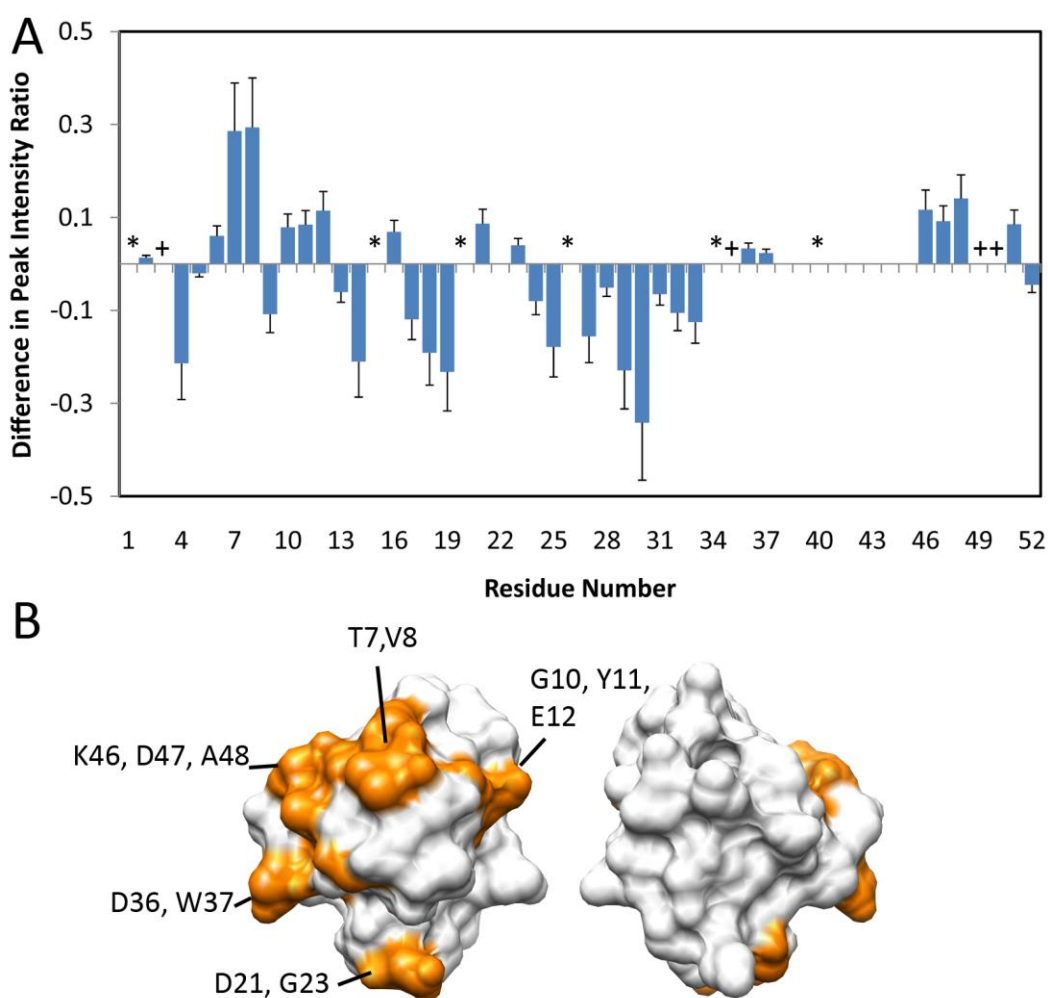 A
Difference in Peak Intensity Ratio
0.5
0.3
0.1
-0.1
-0.3
-0.5
* + * * * * + * ++
1 4 7 10 13 16 19 22 25 28 31 34 37 40 43 46 49 52
Residue Number
B
T7,V8
G10, Y11,
E12
K46, D47, A48
D36, W37
D21, G23